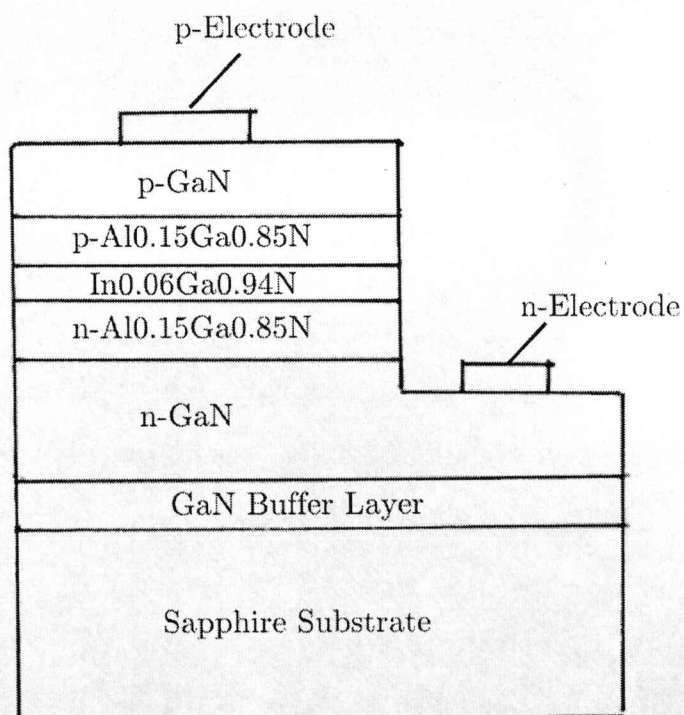 p-Electrode
p-GaN
p-Al0.15Ga0.85N
In0.06Ga0.94N
n-Al0.15Ga0.85N
n-Electrode
n-GaN
GaN Buffer Layer
Sapphire Substrate